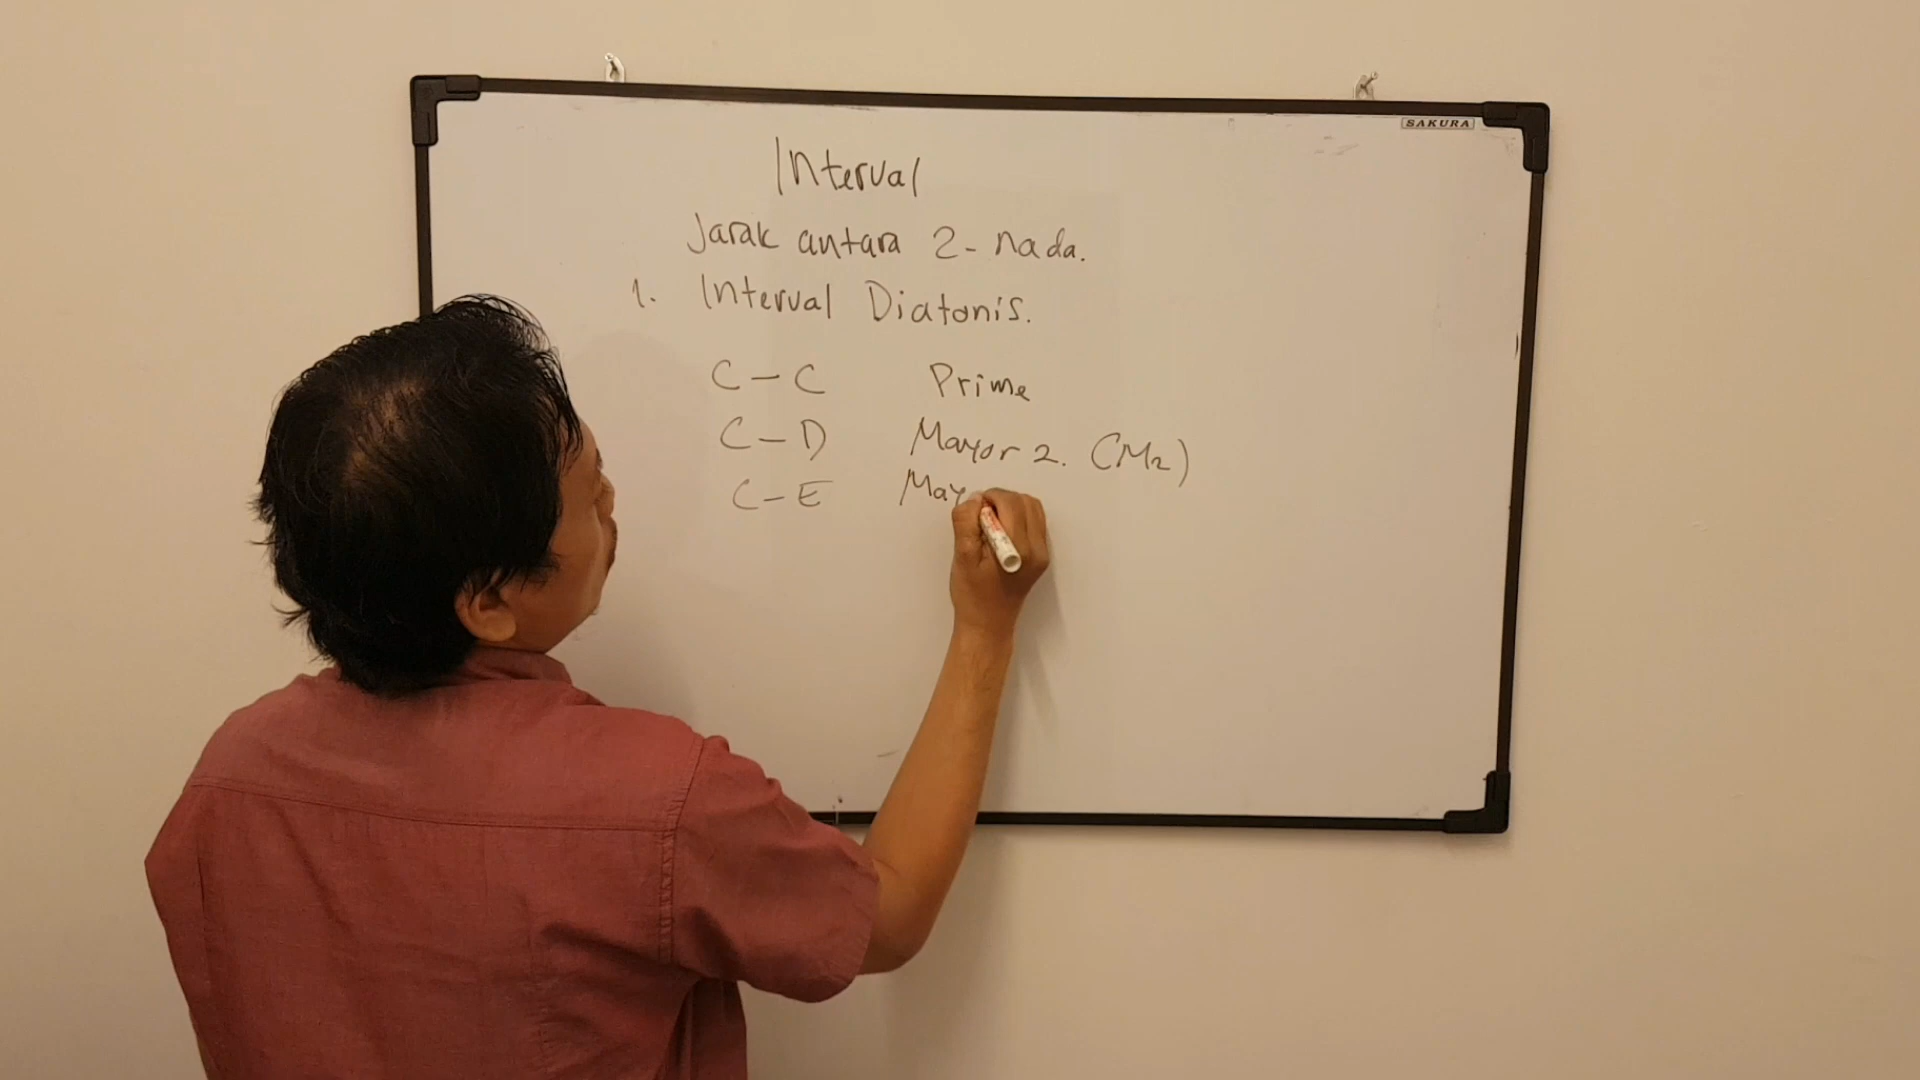 SAKURA
Interval
Jarak antara 2 - nada.
1. Interval Diatonis.
C - C Prime
C - D Mayor 2. (M2)
C - E May